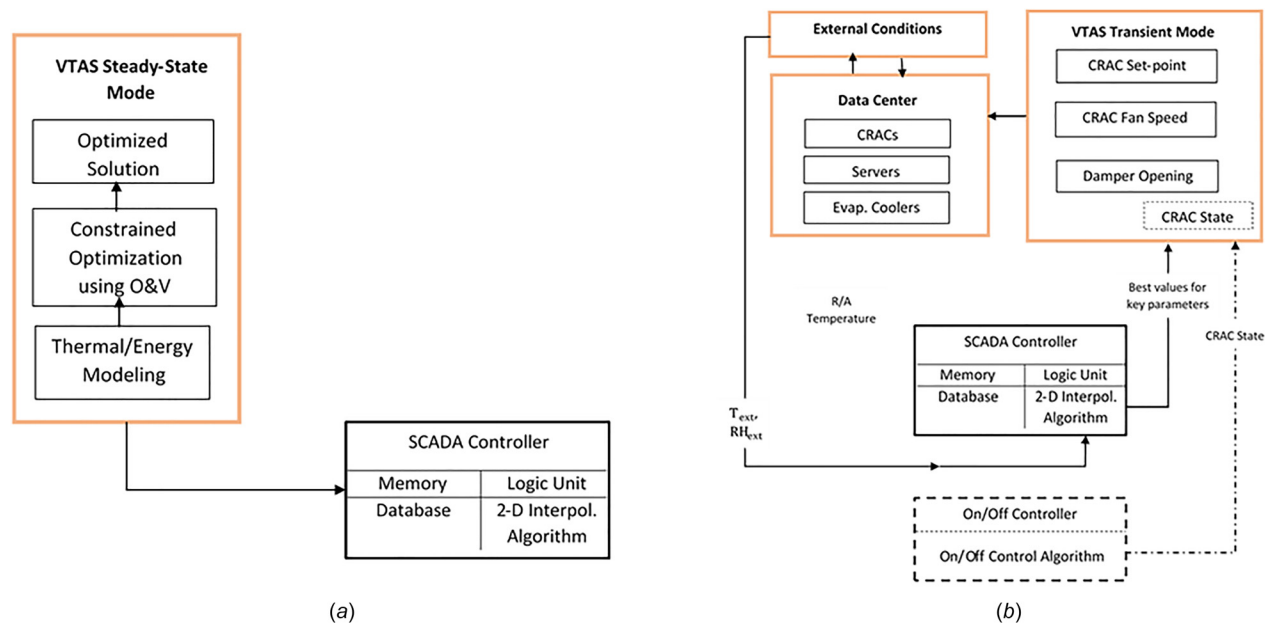 VTAS Steady-State
Mode
Optimized
Solution
Constrained
Optimization
using O&V
Thermal/Energy
Modeling
SCADA Controller
Memory
Logic Unit
Database
2-D Interpol.
Algorithm
(a)
External Conditions
Data Center
CRACs
Servers
Evap. Coolers
VTAS Transient Mode
CRAC Set-point
CRAC Fan Speed
Damper Opening
CRAC State
R/A
Temperature
Best values for
key parameters
CRAC State
SCADA Controller
Memory
Logic Unit
Database
2-D Interpol.
Algorithm
Text,
RHext
On/Off Controller
On/Off Control Algorithm
(b)